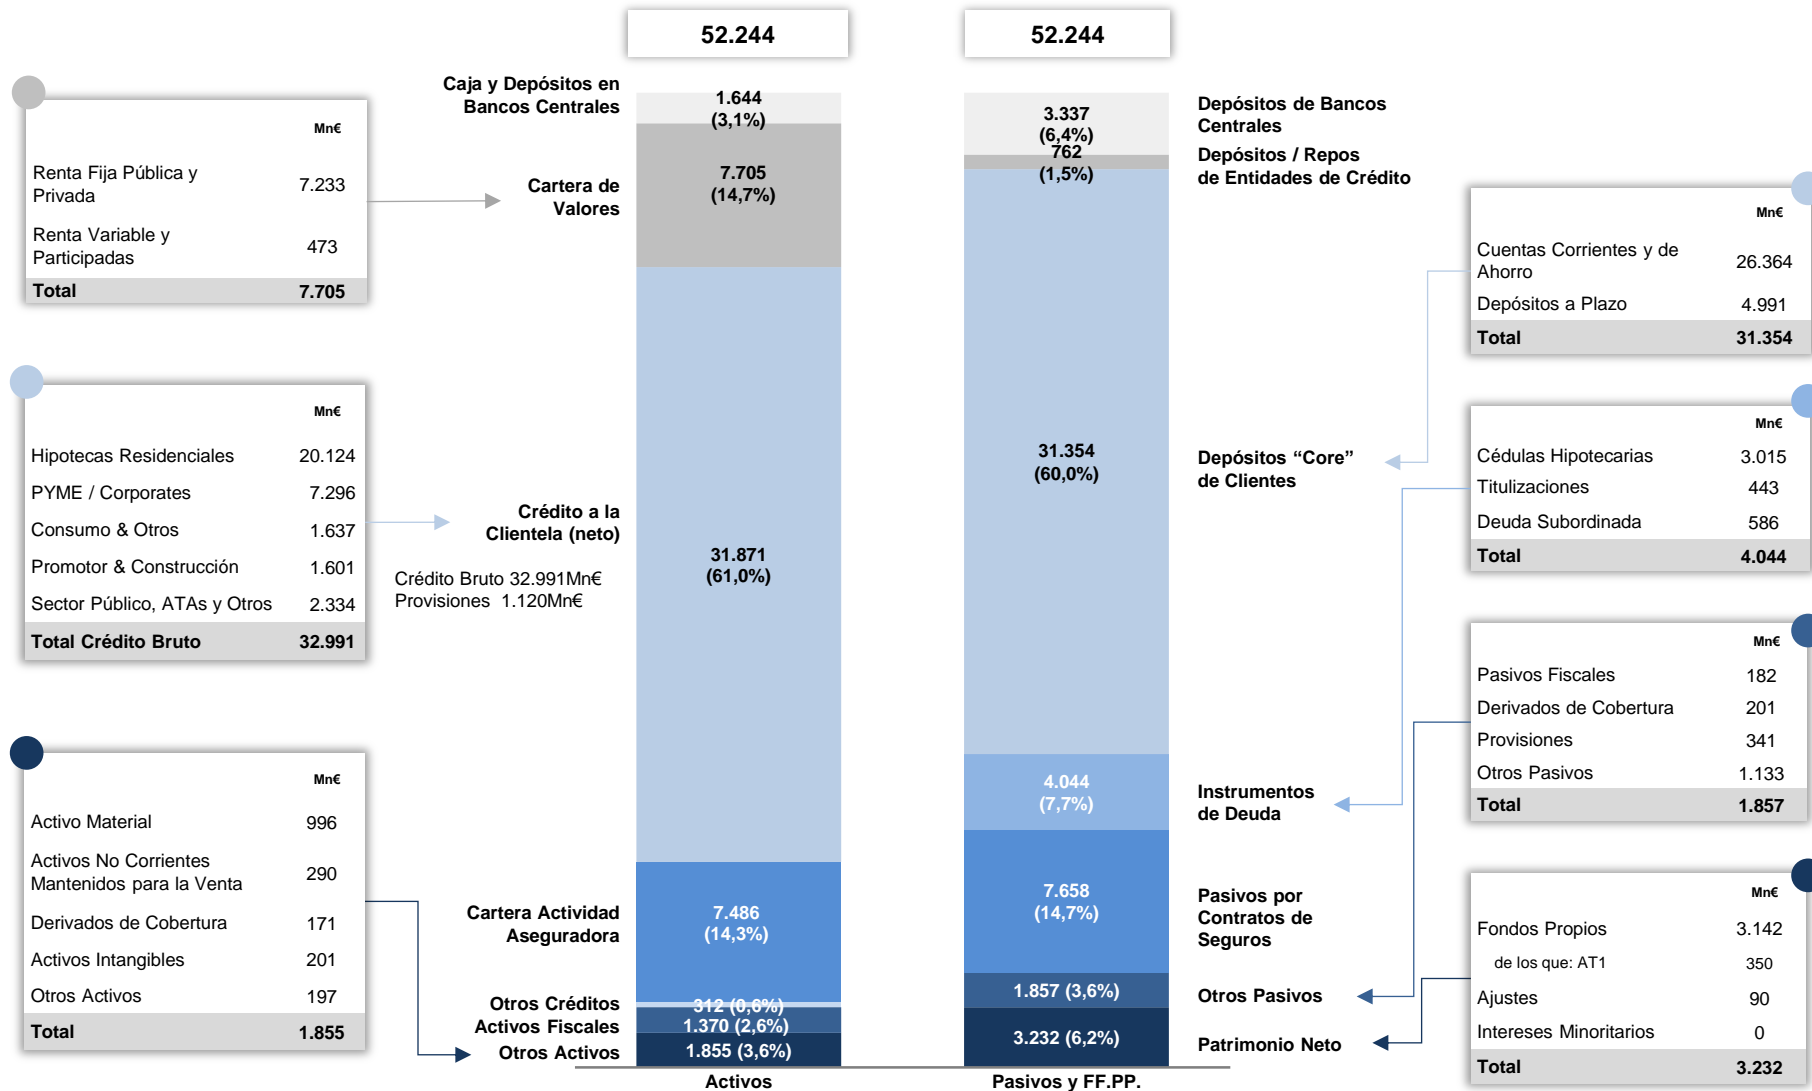 52.244
52.244
Mn€
Renta Fija Pública y
Privada
7.233
Renta Variable y
Participadas
473
Total 7.705
Mn€
Hipotecas Residenciales 20.124
PYME / Corporates 7.296
Consumo & Otros 1.637
Promotor & Construcción 1.601
Sector Público, ATAs y Otros 2.334
Total Crédito Bruto 32.991
Mn€
Activo Material 996
Activos No Corrientes
Mantenidos para la Venta
290
Derivados de Cobertura 171
Activos Intangibles 201
Otros Activos 197
Total 1.855
Caja y Depósitos en
Bancos Centrales
Cartera de
Valores
Crédito a la
Clientela (neto)
Crédito Bruto 32.991Mn€
Provisiones 1.120Mn€
Cartera Actividad
Aseguradora
Otros Créditos
Activos Fiscales
Otros Activos
1.644
(3,1%)
7.705
(14,7%)
31.871
(61,0%)
7.486
(14,3%)
312 (0,6%)
1.370 (2,6%)
1.855 (3,6%)
Activos
3.337
(6,4%)
762
(1,5%)
31.354
(60,0%)
4.044
(7,7%)
7.658
(14,7%)
1.857 (3,6%)
3.232 (6,2%)
Pasivos y FF.PP.
Depósitos de Bancos
Centrales
Depósitos / Repos
de Entidades de Crédito
Depósitos “Core”
de Clientes
Instrumentos
de Deuda
Pasivos por
Contratos de
Seguros
Otros Pasivos
Patrimonio Neto
Mn€
Cuentas Corrientes y de
Ahorro
26.364
Depósitos a Plazo 4.991
Total 31.354
Mn€
Cédulas Hipotecarias 3.015
Titulizaciones 443
Deuda Subordinada 586
Total 4.044
Mn€
Pasivos Fiscales 182
Derivados de Cobertura 201
Provisiones 341
Otros Pasivos 1.133
Total 1.857
Mn€
Fondos Propios 3.142
de los que: AT1 350
Ajustes 90
Intereses Minoritarios 0
Total 3.232